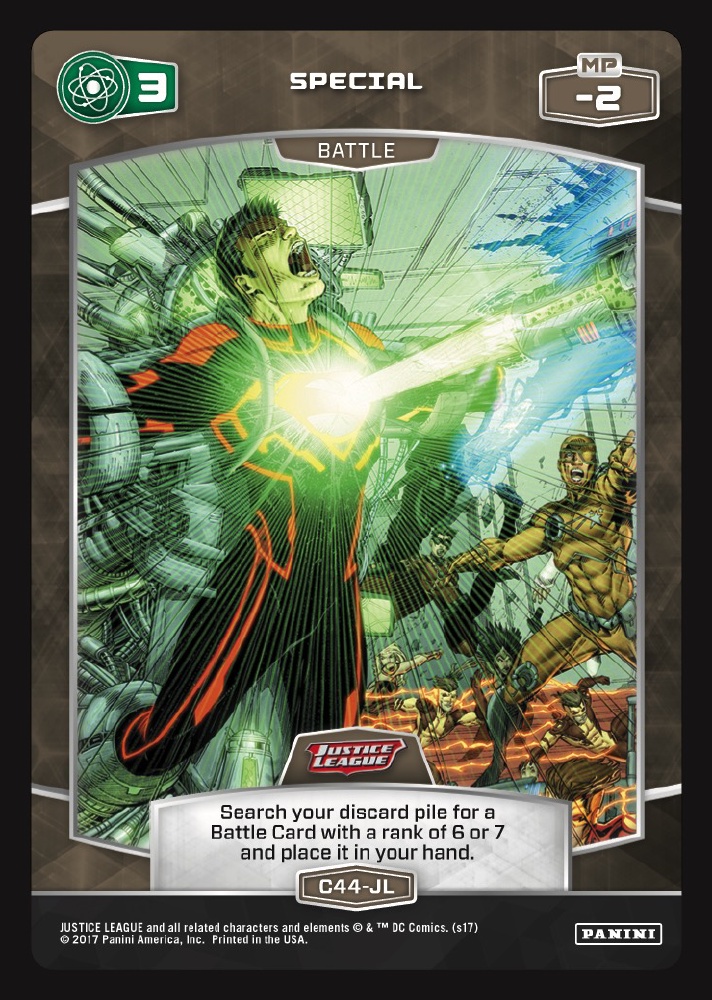 3
SPECIAL
MP
-2
BATTLE
JUSTICE
LEAGUE
Search your discard pile for a
Battle Card with a rank of 6 or 7
and place it in your hand.
C44-JL
JUSTICE LEAGUE and all related characters and elements © & ™ DC Comics. (s17)
© 2017 Panini America, Inc. Printed in the USA.
PANINI